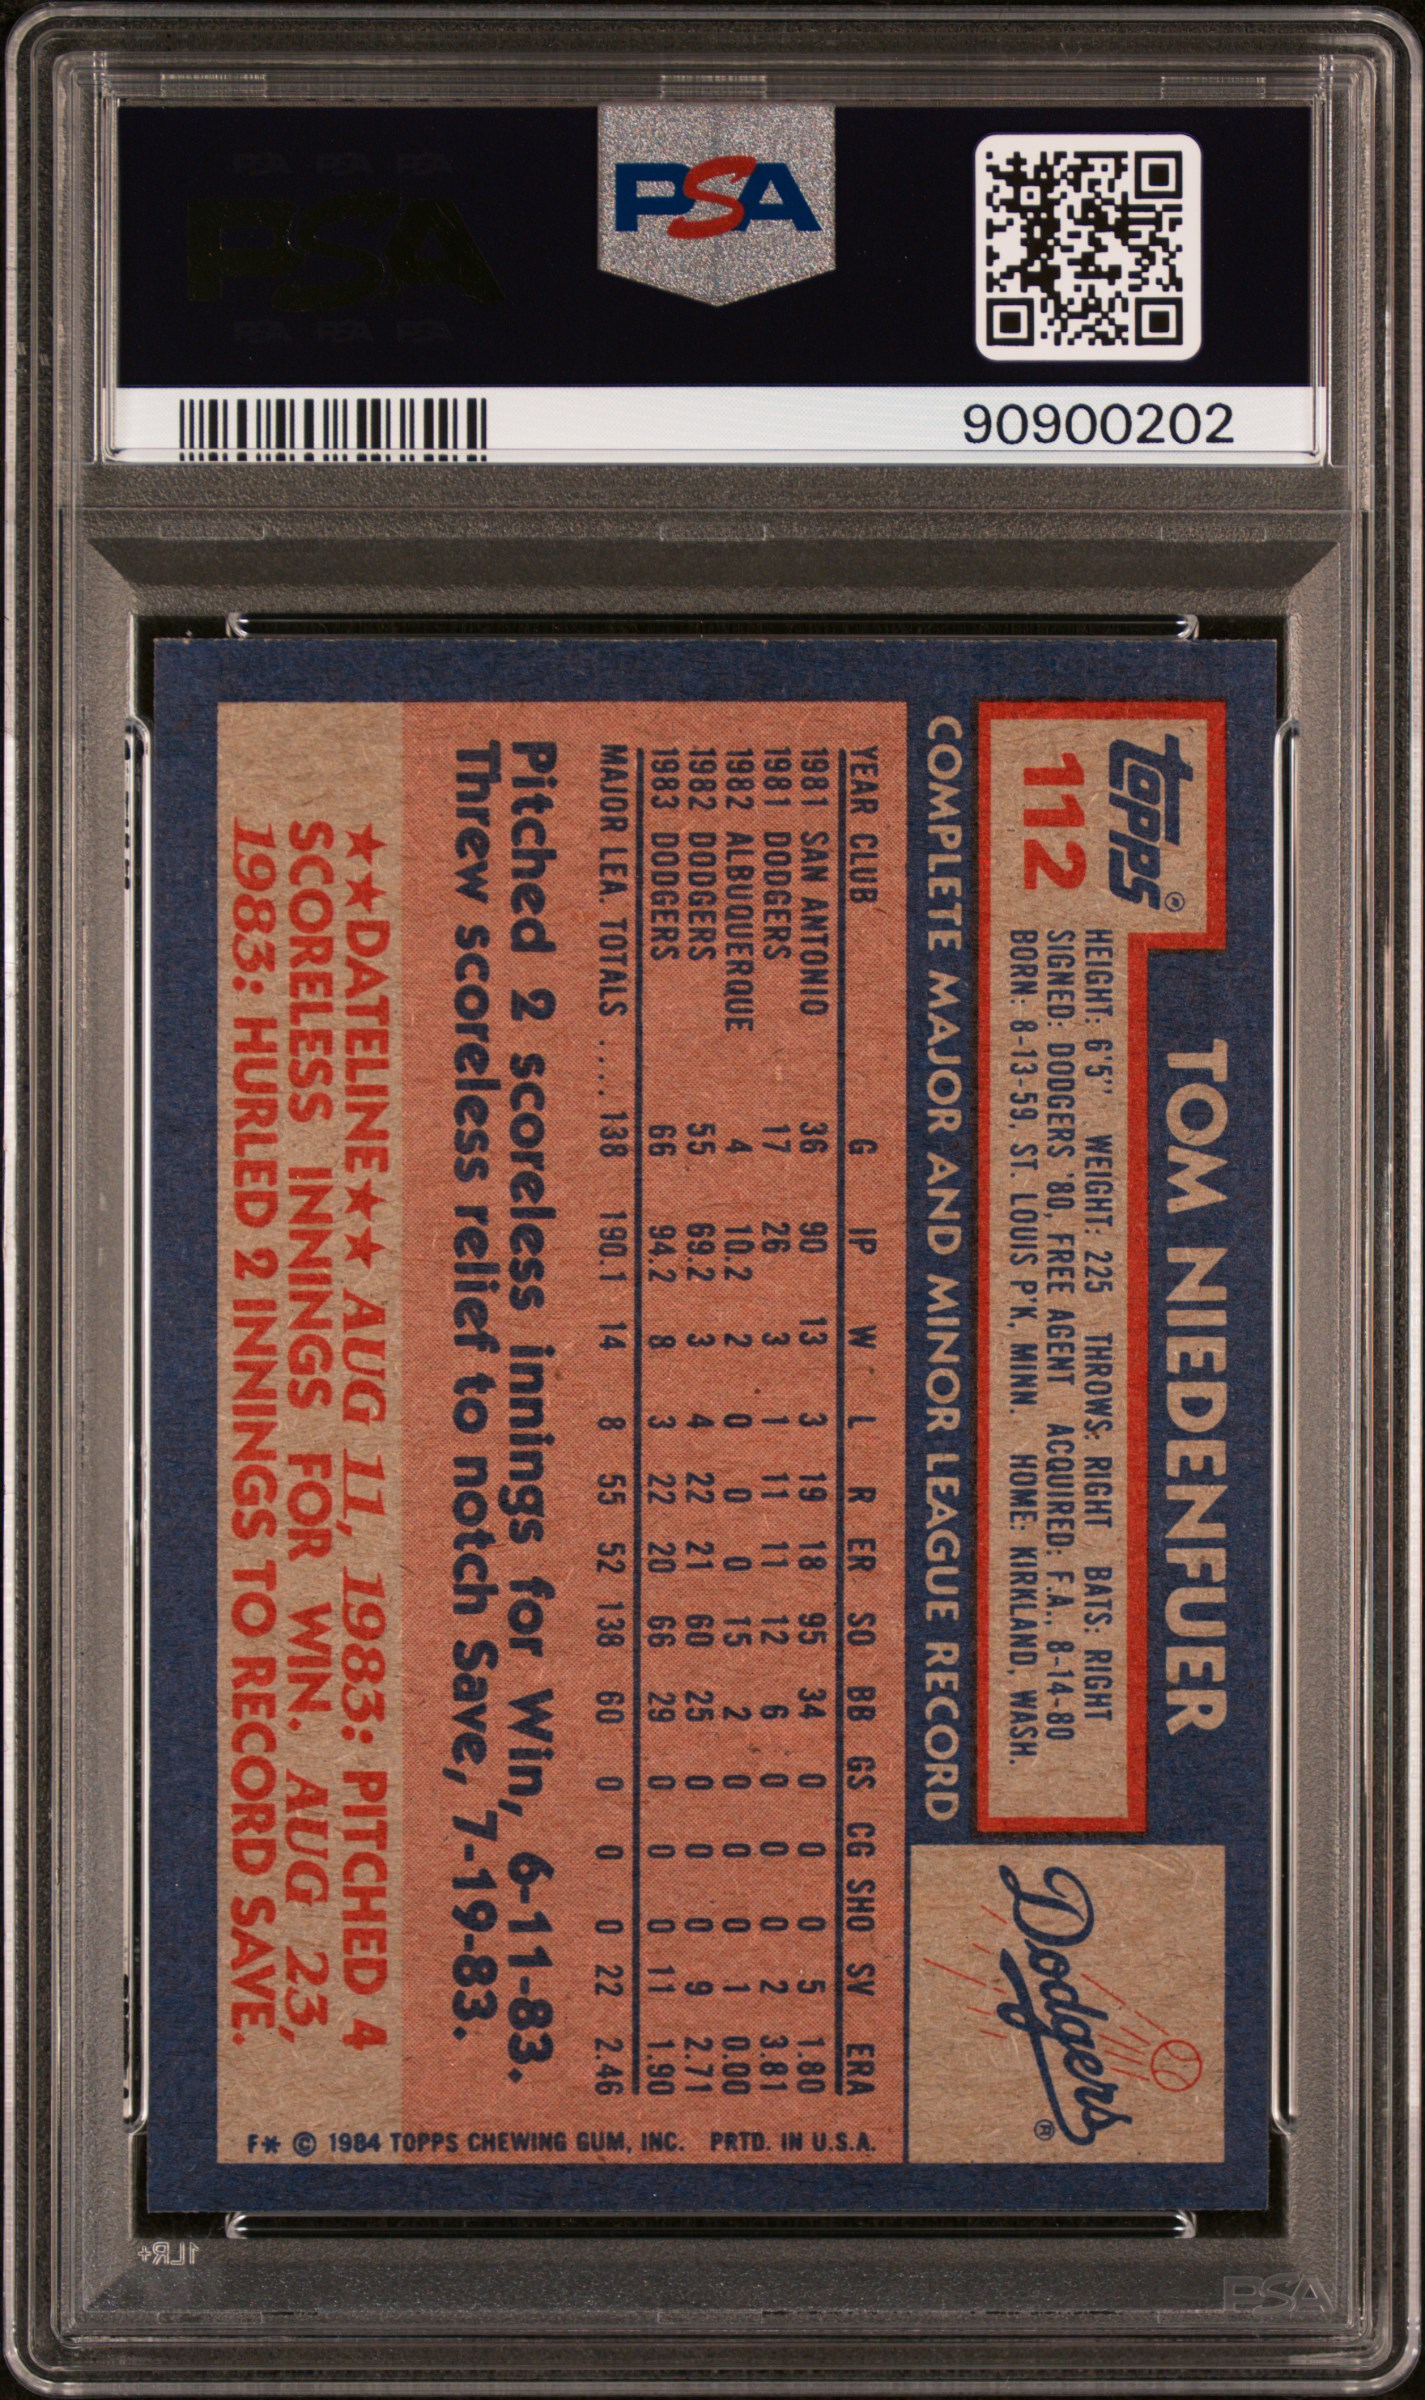 PSA PSA PSA
PSA
PSA PSA PSA
PSA
90900202
topps®
112
TOM NIEDENFUER
HEIGHT: 6'5" WEIGHT: 225 THROWS: RIGHT BATS: RIGHT
SIGNED: DODGERS '80, FREE AGENT ACQUIRED: F.A., 8-14-80
BORN: 8-13-59, ST. LOUIS P'K, MINN. HOME: KIRKLAND, WASH.
Dodgers®
COMPLETE MAJOR AND MINOR LEAGUE RECORD
YEAR CLUB G IP W L R ER SO BB GS CG SHO SV ERA
1981 SAN ANTONIO 36 90 13 3 19 18 95 34 0 0 0 5 1.80
1981 DODGERS 17 26 3 1 11 11 12 6 0 0 0 2 3.81
1982 ALBUQUERQUE 4 10.2 2 0 0 0 15 2 0 0 0 1 0.00
1982 DODGERS 55 69.2 3 4 22 21 60 25 0 0 0 9 2.71
1983 DODGERS 66 94.2 8 3 22 20 66 29 0 0 0 11 1.90
MAJOR LEA. TOTALS .... 138 190.1 14 8 55 52 138 60 0 0 0 22 2.46
Pitched 2 scoreless innings for Win, 6-11-83.
Threw scoreless relief to notch Save, 7-19-83.
★★DATELINE★★ AUG 11, 1983: PITCHED 4
SCORELESS INNINGS FOR WIN. AUG 23,
1983: HURLED 2 INNINGS TO RECORD SAVE.
F* © 1984 TOPPS CHEWING GUM, INC. PRTD. IN U.S.A.
1LR+
PSA